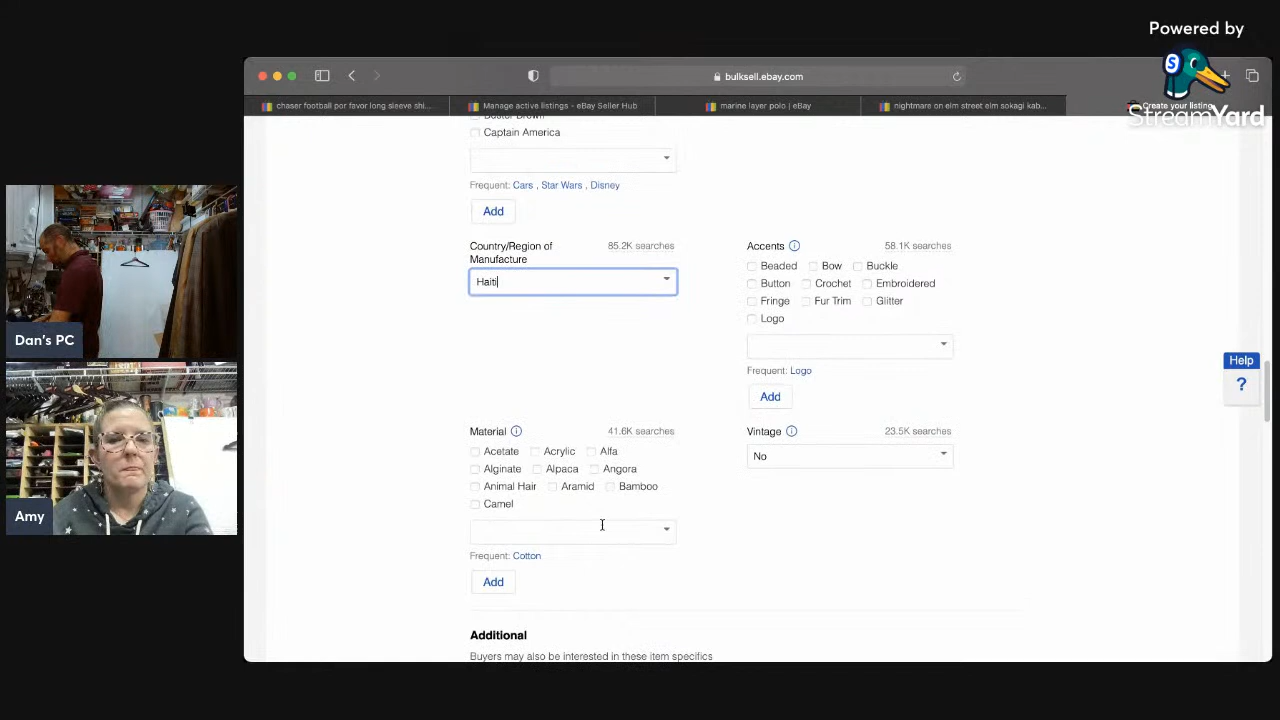 Powered by
StreamYard
bulksell.ebay.com
chaser football por favor long sleeve shi...
Manage active listings - eBay Seller Hub
marine layer polo | eBay
nightmare on elm street elm sokagi kab...
Create your listing
Captain America
Frequent: Cars , Star Wars , Disney
Add
Country/Region of Manufacture
85.2K searches
Haiti
Accents
58.1K searches
Beaded Bow Buckle
Button Crochet Embroidered
Fringe Fur Trim Glitter
Logo
Frequent: Logo
Add
Material
41.6K searches
Acetate Acrylic Alfa
Alginate Alpaca Angora
Animal Hair Aramid Bamboo
Camel
Frequent: Cotton
Add
Vintage
23.5K searches
No
Additional
Buyers may also be interested in these item specifics
Help
?
Dan's PC
Amy